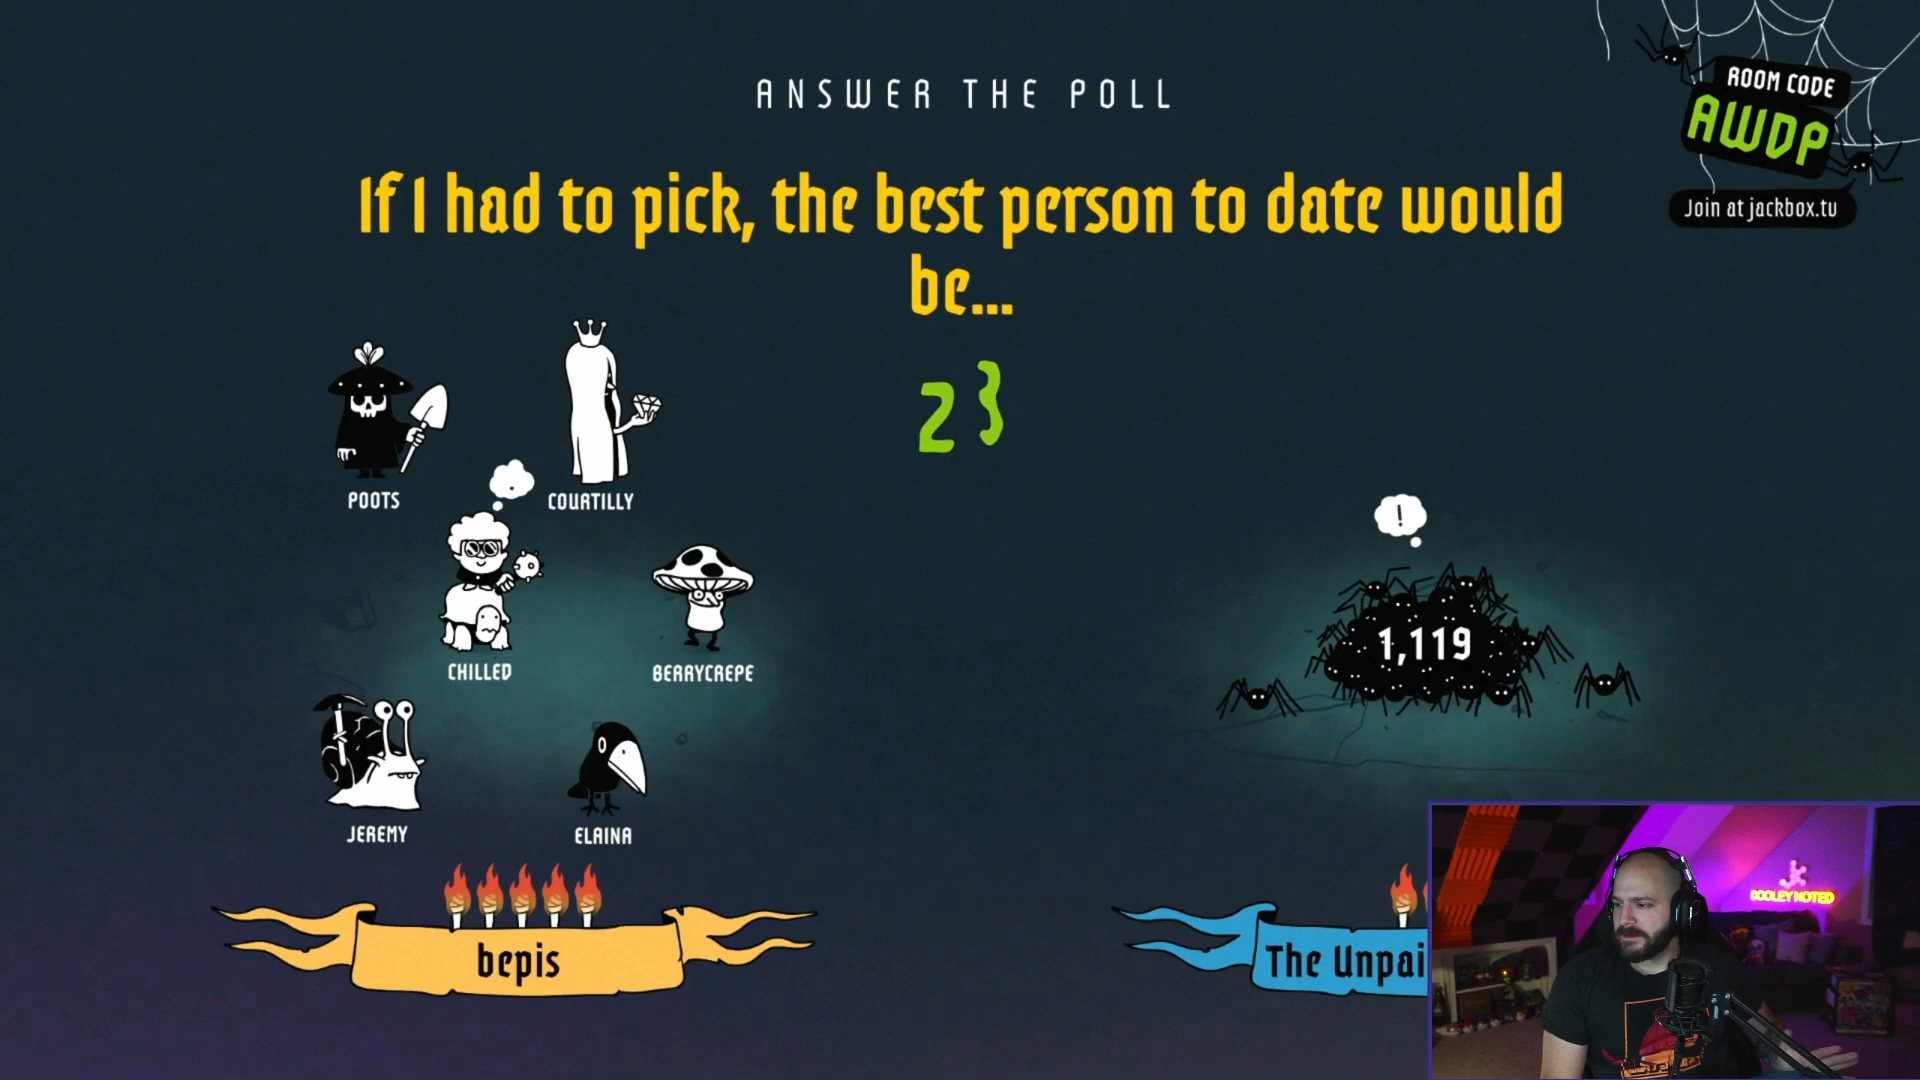 ANSWER THE POLL
If I had to pick, the best person to date would
be...
23
ROOM CODE
AWDP
Join at jackbox.tv
POOTS
COURTILLY
CHILLED
BERRYCREPE
JEREMY
ELAINA
!
1,119
bepis
The Unpai